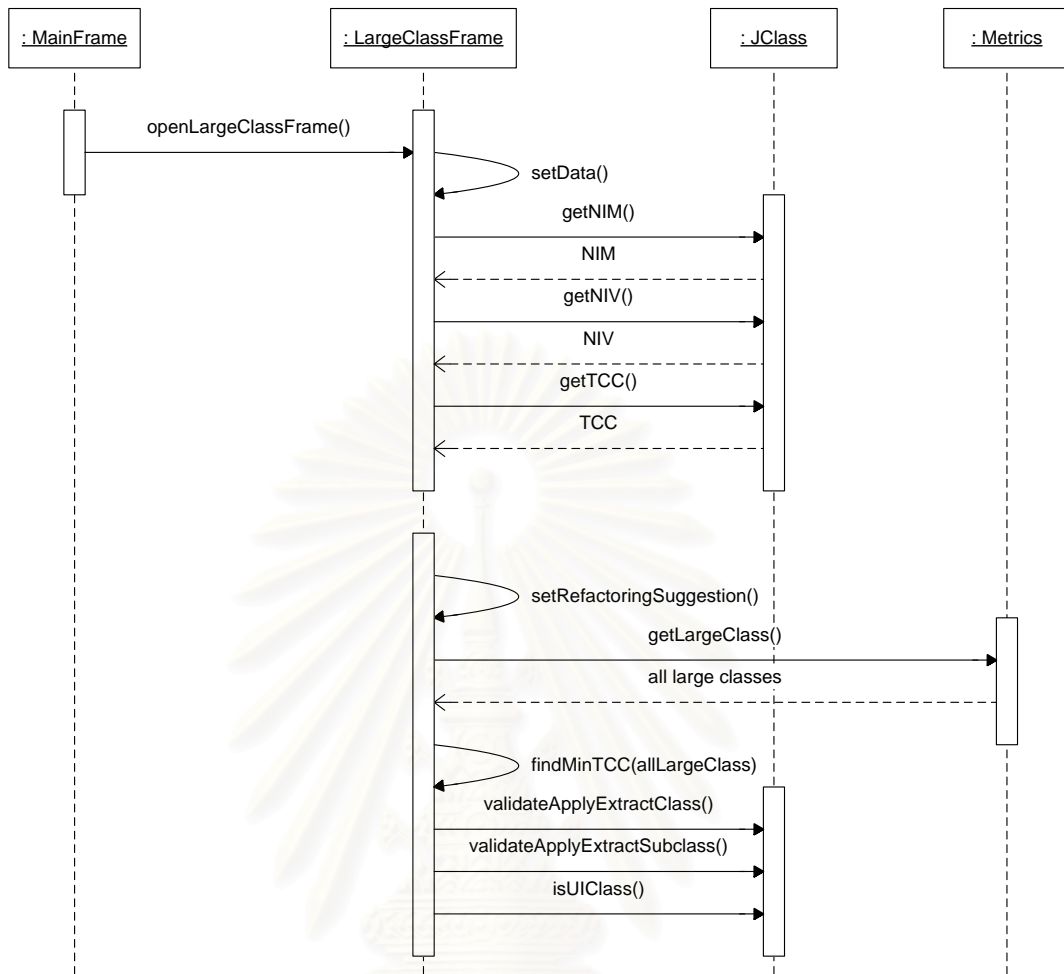 : MainFrame
: LargeClassFrame
: JClass
: Metrics
openLargeClassFrame()
setData()
getNIM()
NIM
getNIV()
NIV
getTCC()
TCC
setRefactoringSuggestion()
getLargeClass()
all large classes
findMinTCC(allLargeClass)
validateApplyExtractClass()
validateApplyExtractSubclass()
isUIClass()